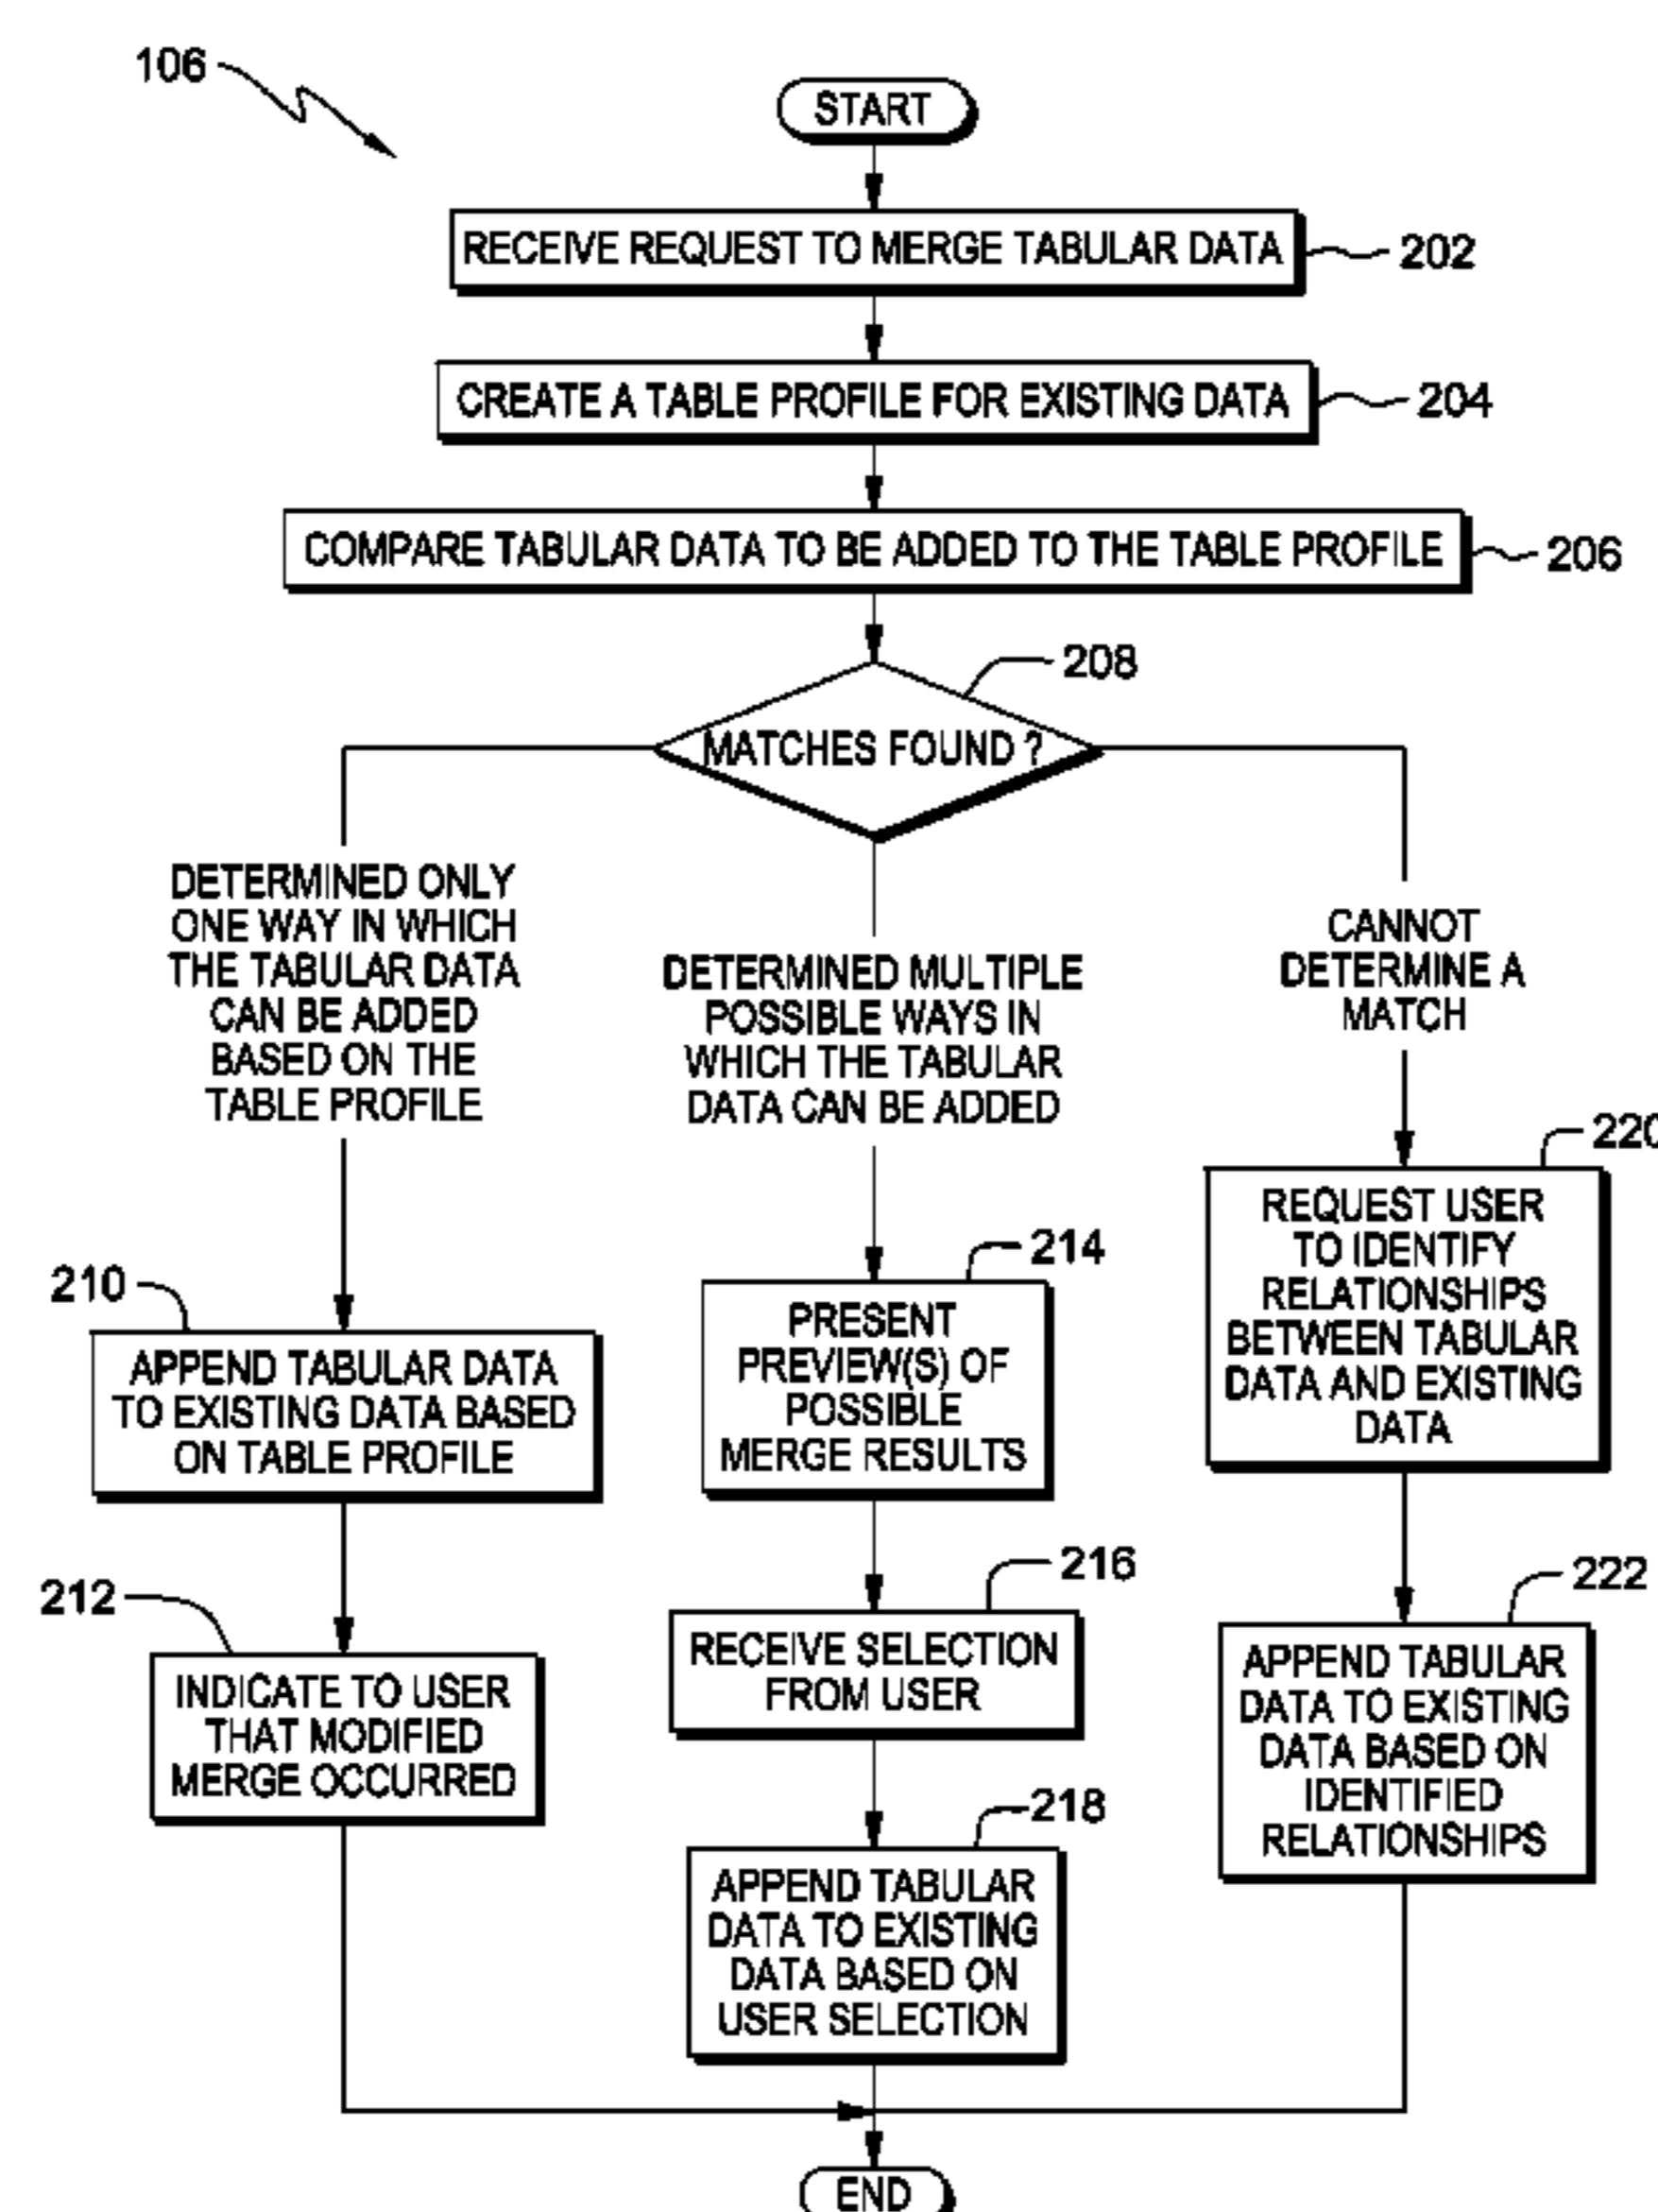 106
START
RECEIVE REQUEST TO MERGE TABULAR DATA
202
CREATE A TABLE PROFILE FOR EXISTING DATA
204
COMPARE TABULAR DATA TO BE ADDED TO THE TABLE PROFILE
206
208
MATCHES FOUND ?
DETERMINED ONLY
ONE WAY IN WHICH
THE TABULAR DATA
CAN BE ADDED
BASED ON THE
TABLE PROFILE
DETERMINED MULTIPLE
POSSIBLE WAYS IN
WHICH THE TABULAR
DATA CAN BE ADDED
CANNOT
DETERMINE A
MATCH
210
APPEND TABULAR DATA
TO EXISTING DATA BASED
ON TABLE PROFILE
212
INDICATE TO USER
THAT MODIFIED
MERGE OCCURRED
214
PRESENT
PREVIEW(S) OF
POSSIBLE
MERGE RESULTS
216
RECEIVE SELECTION
FROM USER
218
APPEND TABULAR
DATA TO EXISTING
DATA BASED ON
USER SELECTION
220
REQUEST USER
TO IDENTIFY
RELATIONSHIPS
BETWEEN TABULAR
DATA AND EXISTING
DATA
222
APPEND TABULAR
DATA TO EXISTING
DATA BASED ON
IDENTIFIED
RELATIONSHIPS
END